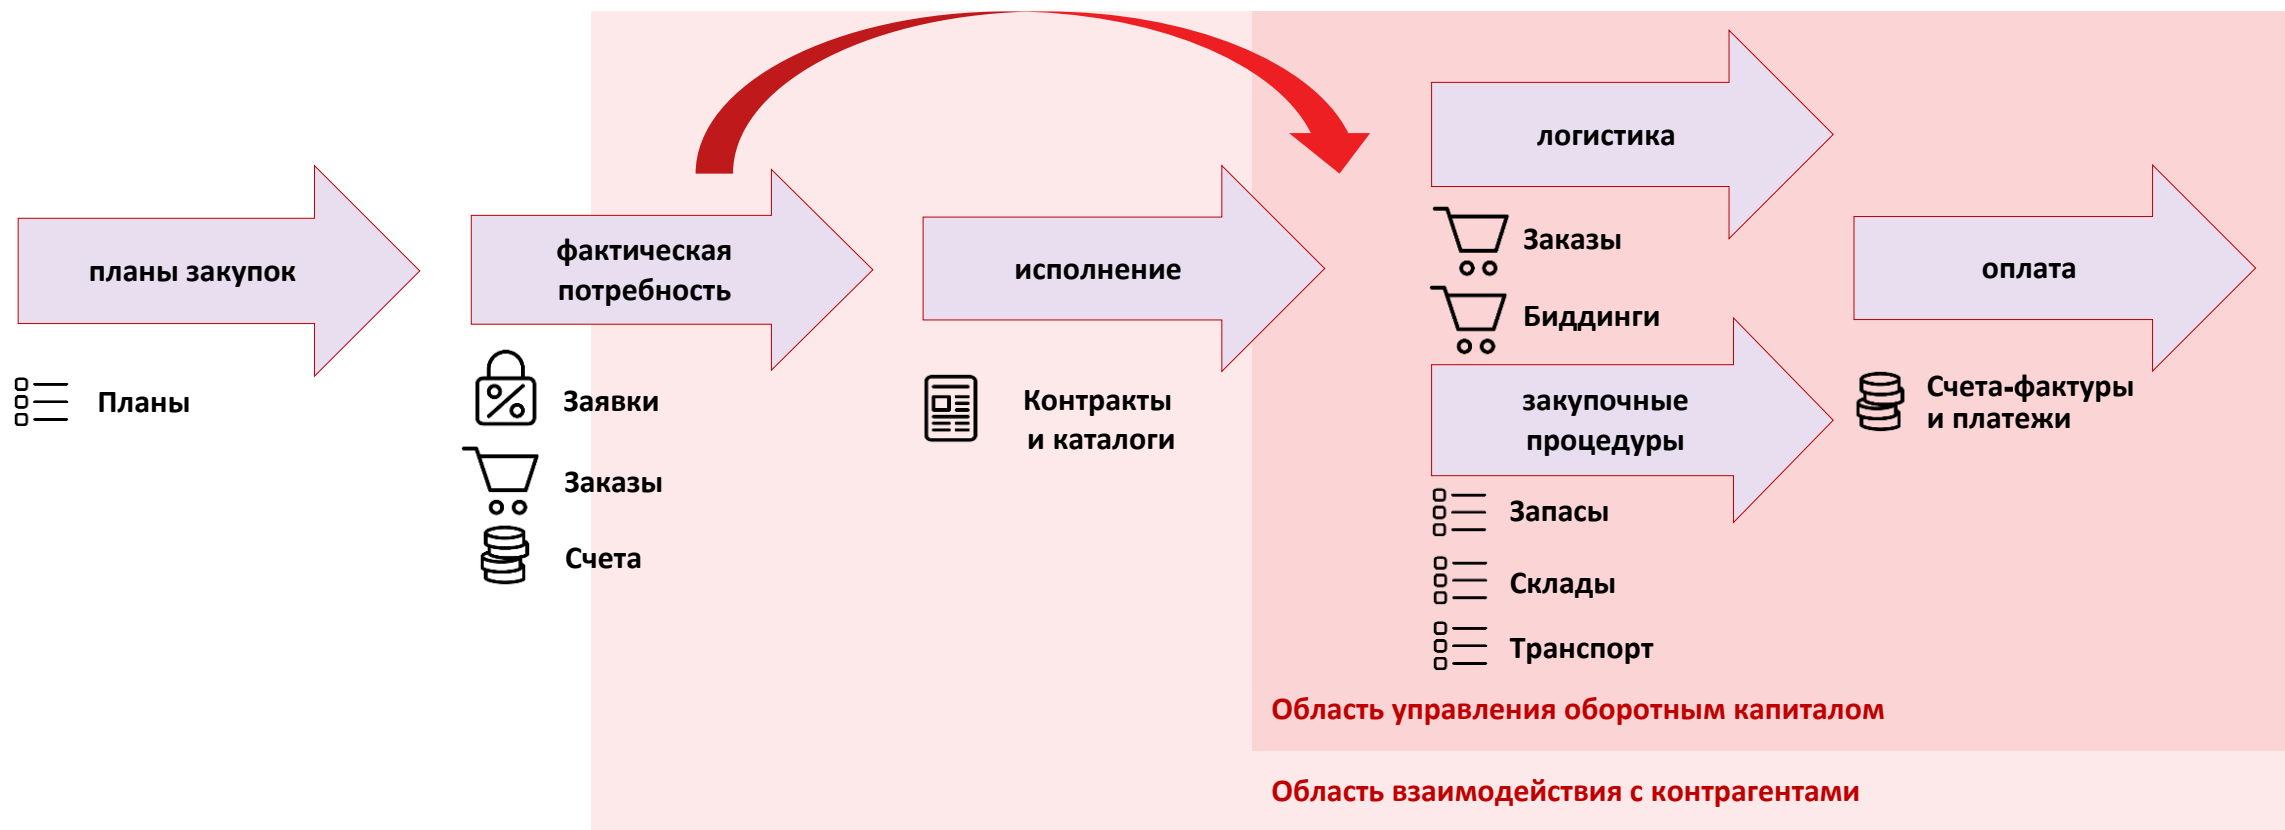 планы закупок
Планы
фактическая
потребность
Заявки
Заказы
Счета
исполнение
Контракты
и каталоги
логистика
Заказы
Биддинги
закупочные
процедуры
Запасы
Склады
Транспорт
оплата
Счета-фактуры
и платежи
Область управления оборотным капиталом
Область взаимодействия с контрагентами